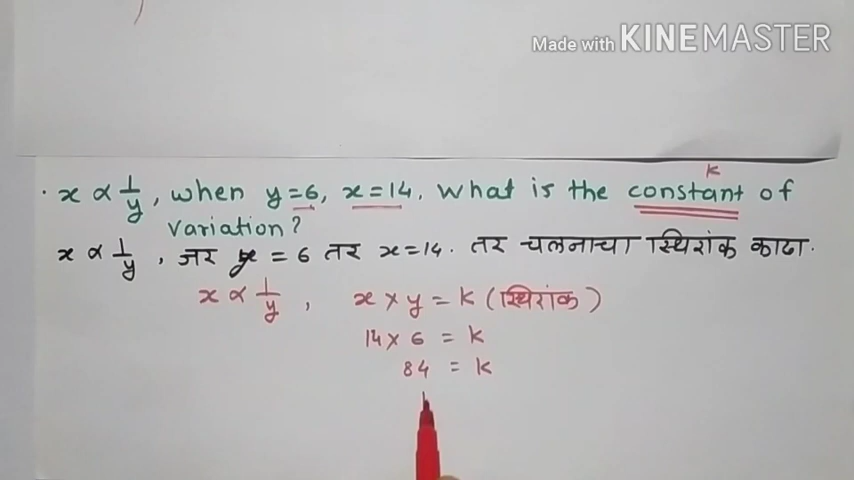 Made with KINEMASTER
· x ∝ 1/y, when y=6, x=14. What is the constant of
k
variation?
x ∝ 1/y, जर y = 6 तर x=14. तर चलनाचा स्थिरांक काढा.
x ∝ 1/y, x × y = k (स्थिरांक)
14 × 6 = k
84 = k